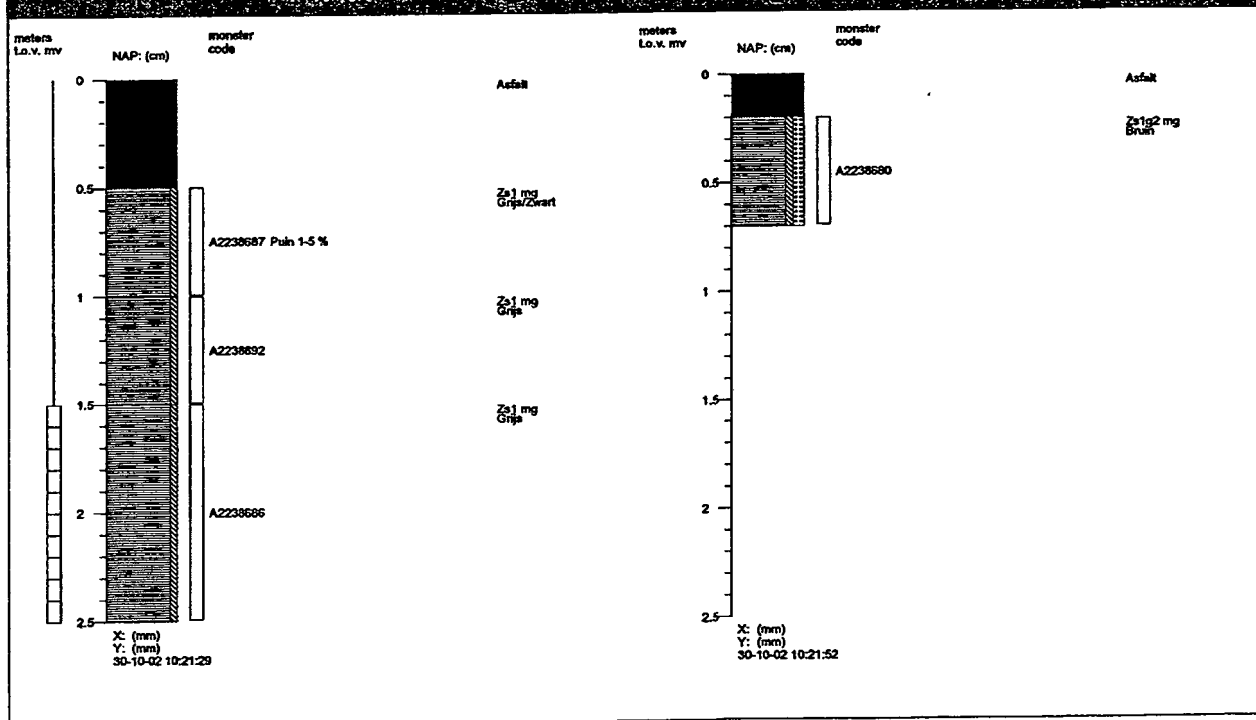 meters
t.o.v. mv
NAP: (cm)
monster
code
0
Asfalt
0.5
Zs1 mg
Grijs/Zwart
A2238687 Puin 1-5 %
1
Zs1 mg
Grijs
A2238692
1.5
Zs1 mg
Grijs
2
A2238686
2.5
X: (mm)
Y: (mm)
30-10-02 10:21:29
meters
t.o.v. mv
NAP: (cm)
monster
code
0
Asfalt
Zs1g2 mg
Bruin
A2238680
0.5
1
1.5
2
2.5
X: (mm)
Y: (mm)
30-10-02 10:21:52